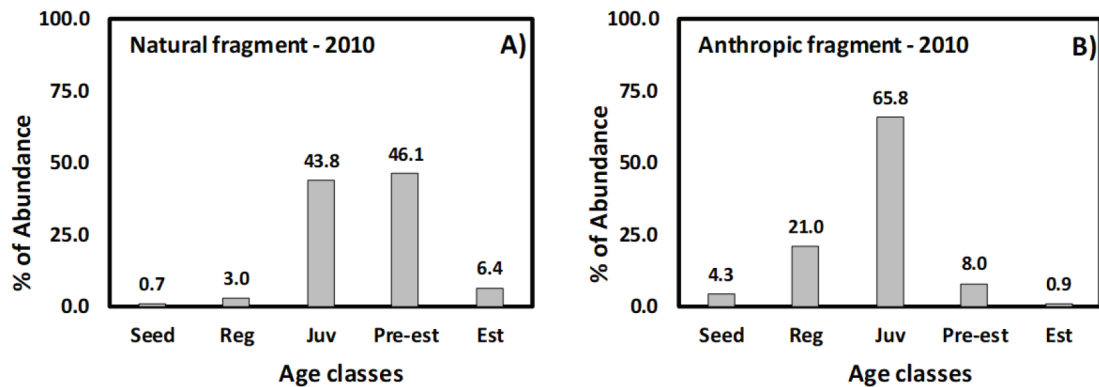 Natural fragment - 2010
A)
% of Abundance
100.0
75.0
50.0
25.0
0.0
0.7
3.0
43.8
46.1
6.4
Seed Reg Juv Pre-est Est
Age classes
Anthropic fragment - 2010
B)
% of Abundance
100.0
75.0
50.0
25.0
0.0
4.3
21.0
65.8
8.0
0.9
Seed Reg Juv Pre-est Est
Age classes